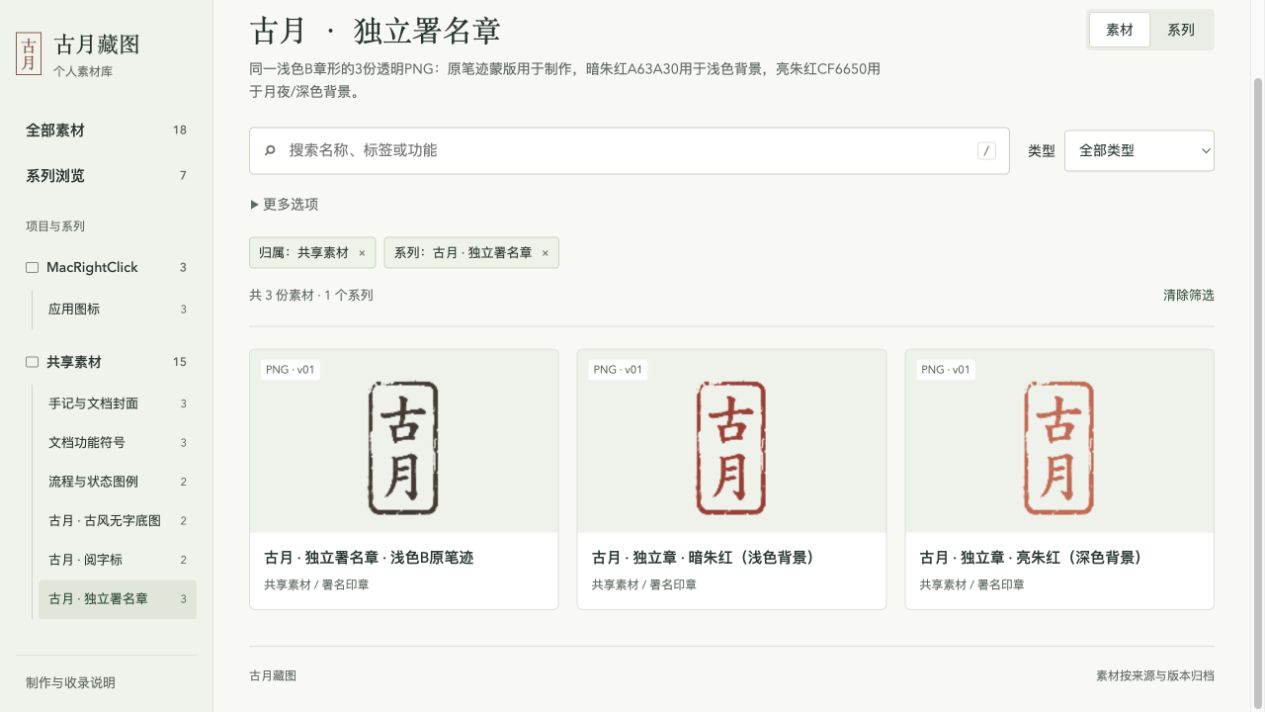 古月
古月藏图
个人素材库
全部素材 18
系列浏览 7
项目与系列
MacRightClick 3
应用图标 3
共享素材 15
手记与文档封面 3
文档功能符号 3
流程与状态图例 2
古月 · 古风无字底图 2
古月 · 阅字标 2
古月 · 独立署名章 3
制作与收录说明
古月 · 独立署名章
素材 系列
同一浅色B章形的3份透明PNG：原笔迹蒙版用于制作，暗朱红A63A30用于浅色背景，亮朱红CF6650用
于月夜/深色背景。
搜索名称、标签或功能 /
类型 全部类型
更多选项
归属：共享素材 × 系列：古月 · 独立署名章 ×
共 3 份素材 · 1 个系列 清除筛选
PNG · v01
古月
古月 · 独立署名章 · 浅色B原笔迹
共享素材 / 署名印章
PNG · v01
古月
古月 · 独立章 · 暗朱红（浅色背景）
共享素材 / 署名印章
PNG · v01
古月
古月 · 独立章 · 亮朱红（深色背景）
共享素材 / 署名印章
古月藏图 素材按来源与版本归档